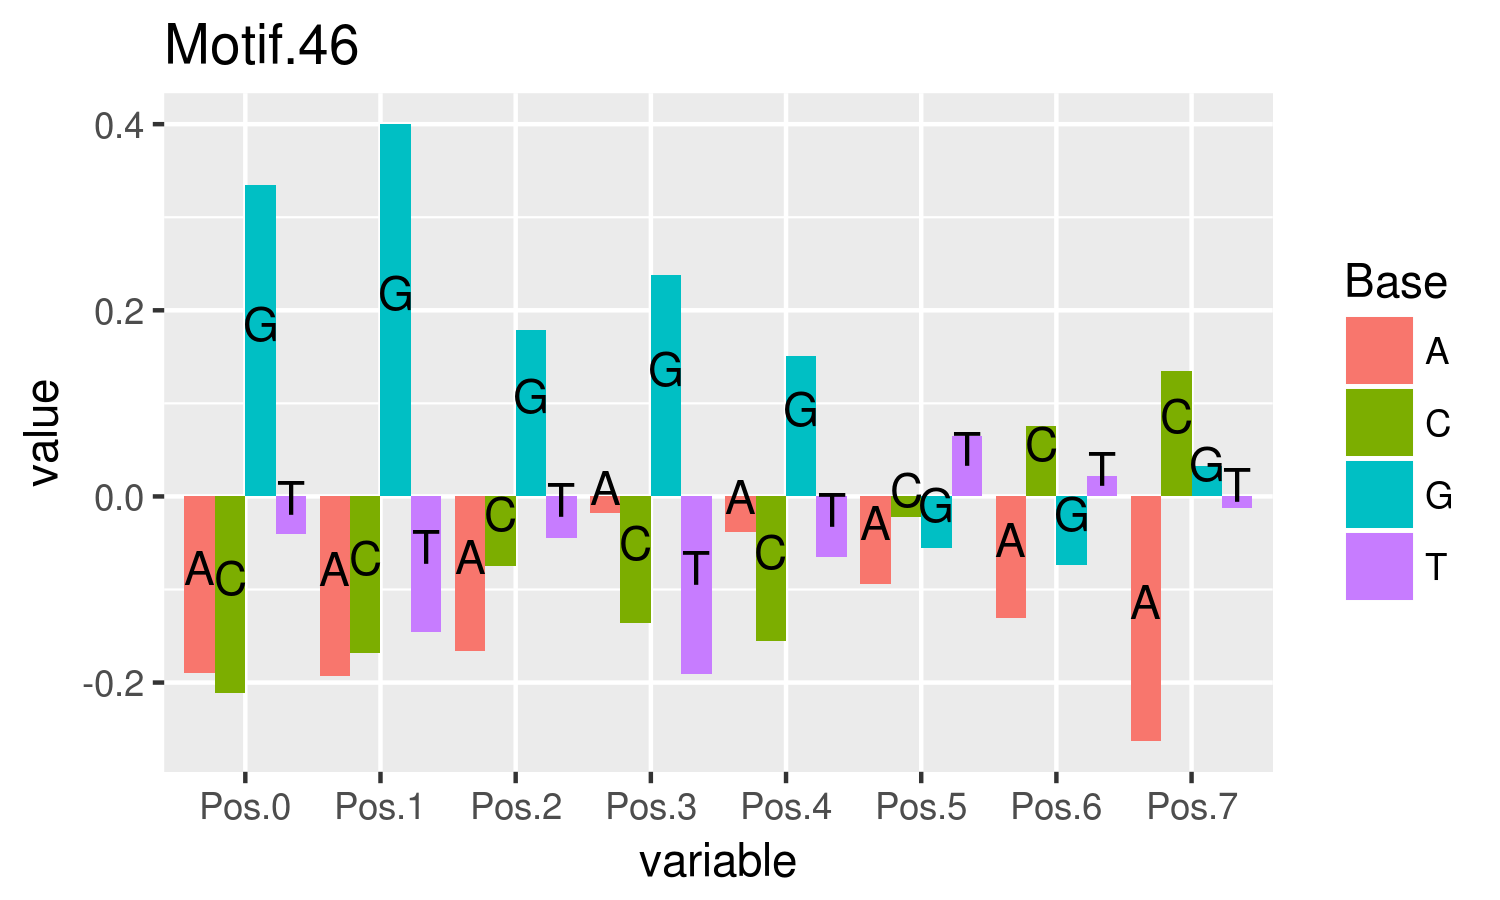 Motif.46
0.4
0.2
0.0
-0.2
value
A C G T
A C G T
A C G T
A C G T
A C G T
A C G T
A C G T
A C G T
Pos.0 Pos.1 Pos.2 Pos.3 Pos.4 Pos.5 Pos.6 Pos.7
variable
Base
A
C
G
T